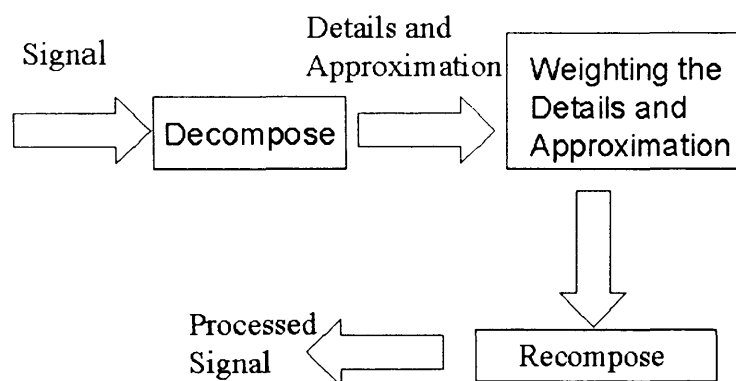 Signal
Decompose
Details and
Approximation
Weighting the
Details and
Approximation
Recompose
Processed
Signal